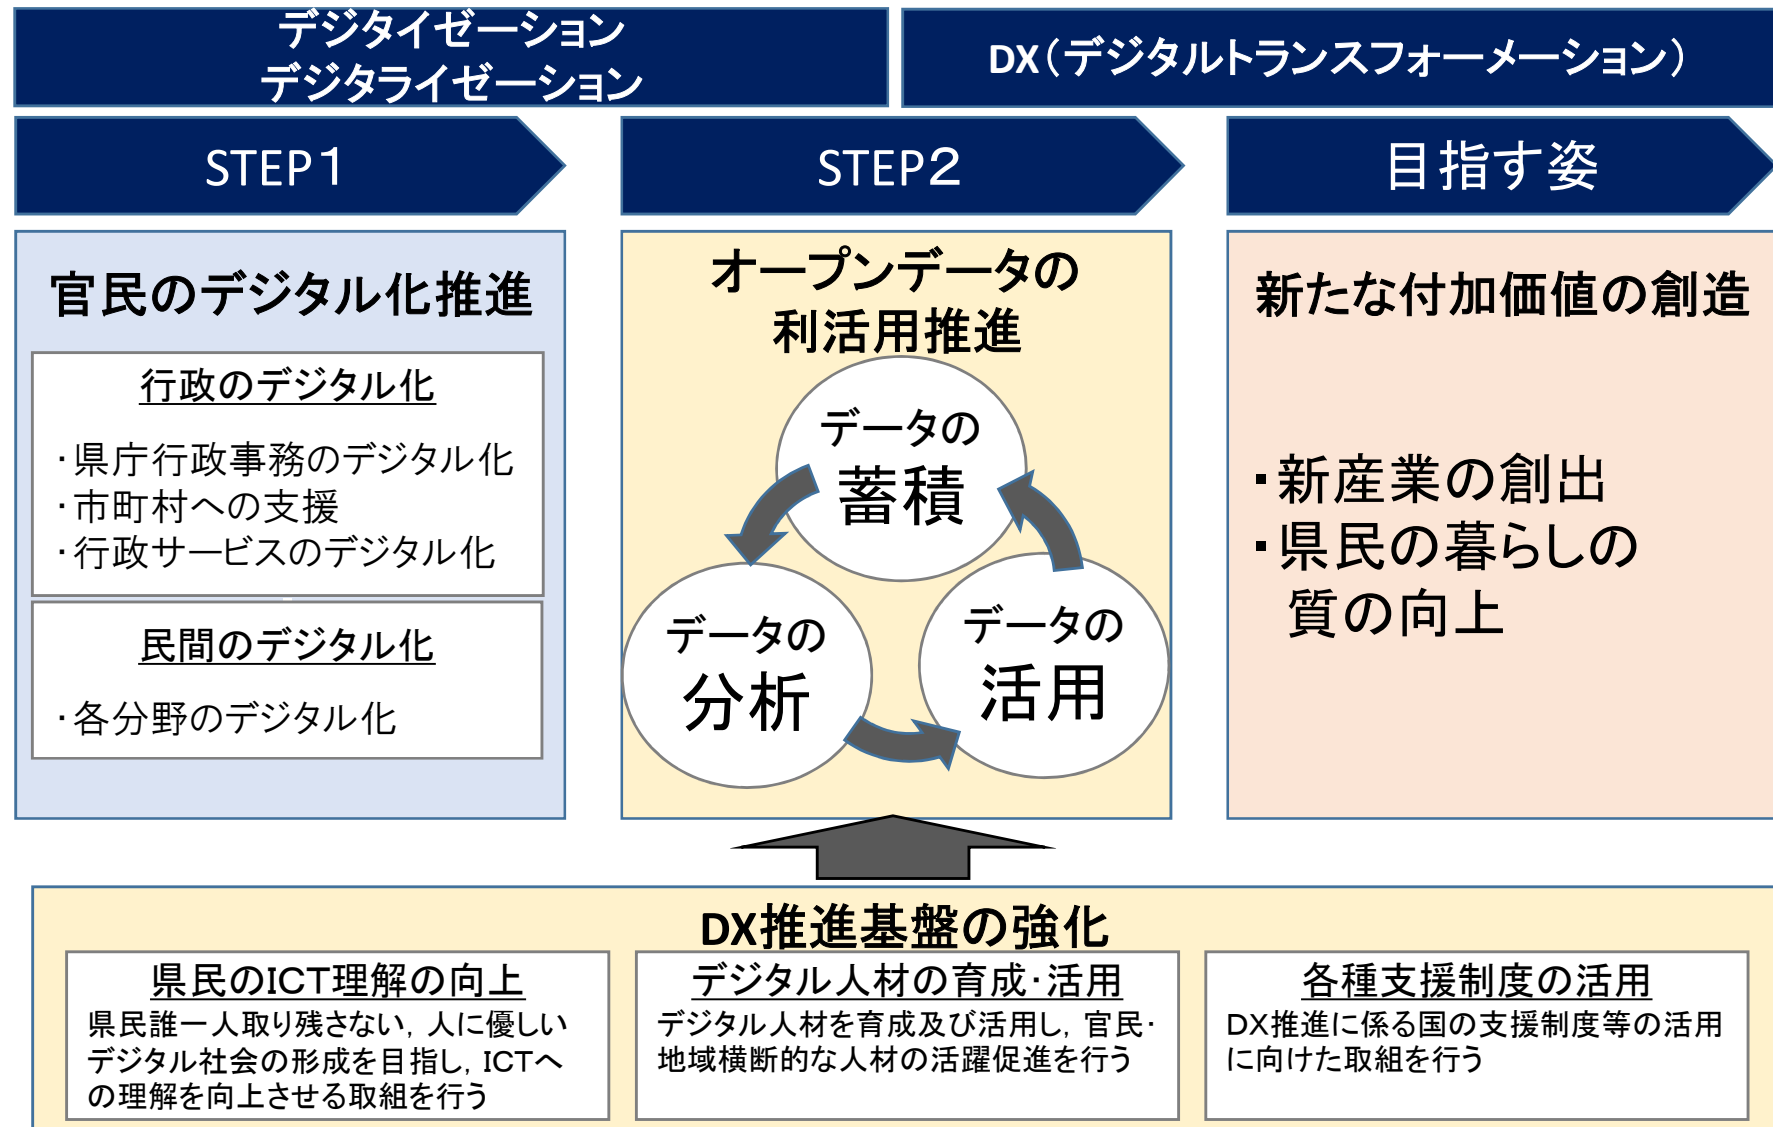 デジタイゼーション
デジタライゼーション
DX(デジタルトランスフォーメーション)
STEP1
STEP2
目指す姿
官民のデジタル化推進
行政のデジタル化
・県庁行政事務のデジタル化
・市町村への支援
・行政サービスのデジタル化
民間のデジタル化
・各分野のデジタル化
オープンデータの
利活用推進
データの
蓄積
データの
分析
データの
活用
新たな付加価値の創造
・新産業の創出
・県民の暮らしの
質の向上
DX推進基盤の強化
県民のICT理解の向上
県民誰一人取り残さない,人に優しい
デジタル社会の形成を目指し,ICTへ
の理解を向上させる取組を行う
デジタル人材の育成・活用
デジタル人材を育成及び活用し,官民・
地域横断的な人材の活躍促進を行う
各種支援制度の活用
DX推進に係る国の支援制度等の活用
に向けた取組を行う